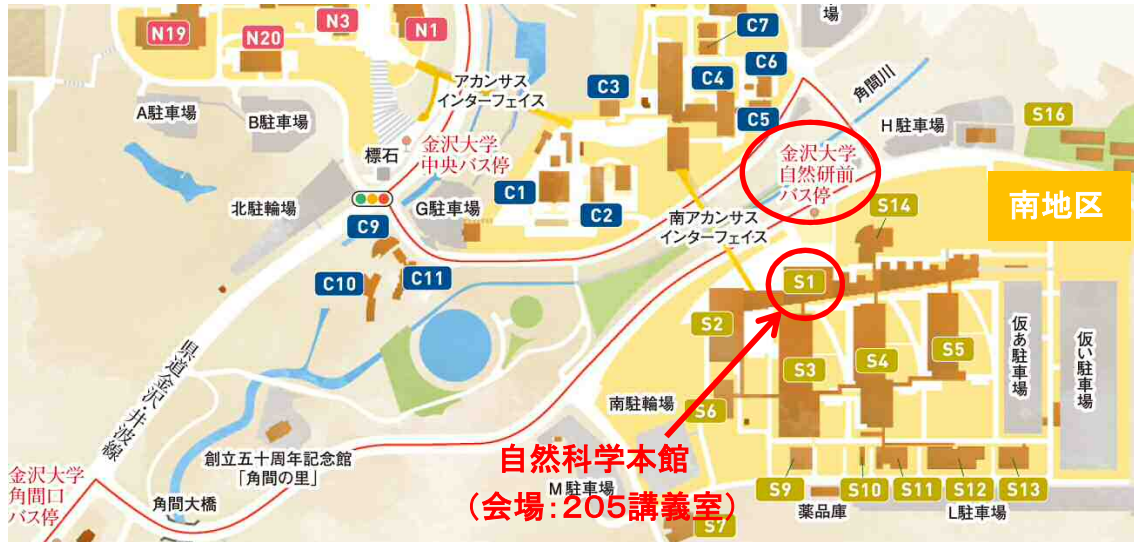 N19
N20
N3
N1
C7
場
アカンサス
インターフェイス
C3
C4
C6
C5
角間川
A駐車場
B駐車場
H駐車場
S16
標石
金沢大学
中央バス停
金沢大学
自然研前
バス停
C1
C2
北駐輪場
G駐車場
C9
南アカンサス
インターフェイス
S14
南地区
C10
C11
S1
S2
S3
S4
S5
仮あ駐車場
仮い駐車場
県道金沢・井波線
南駐輪場
S6
自然科学本館
(会場:205講義室)
創立五十周年記念館
「角間の里」
金沢大学
角間口
バス停
角間大橋
M駐車場
S7
S9
S10
S11
S12
S13
薬品庫
L駐車場